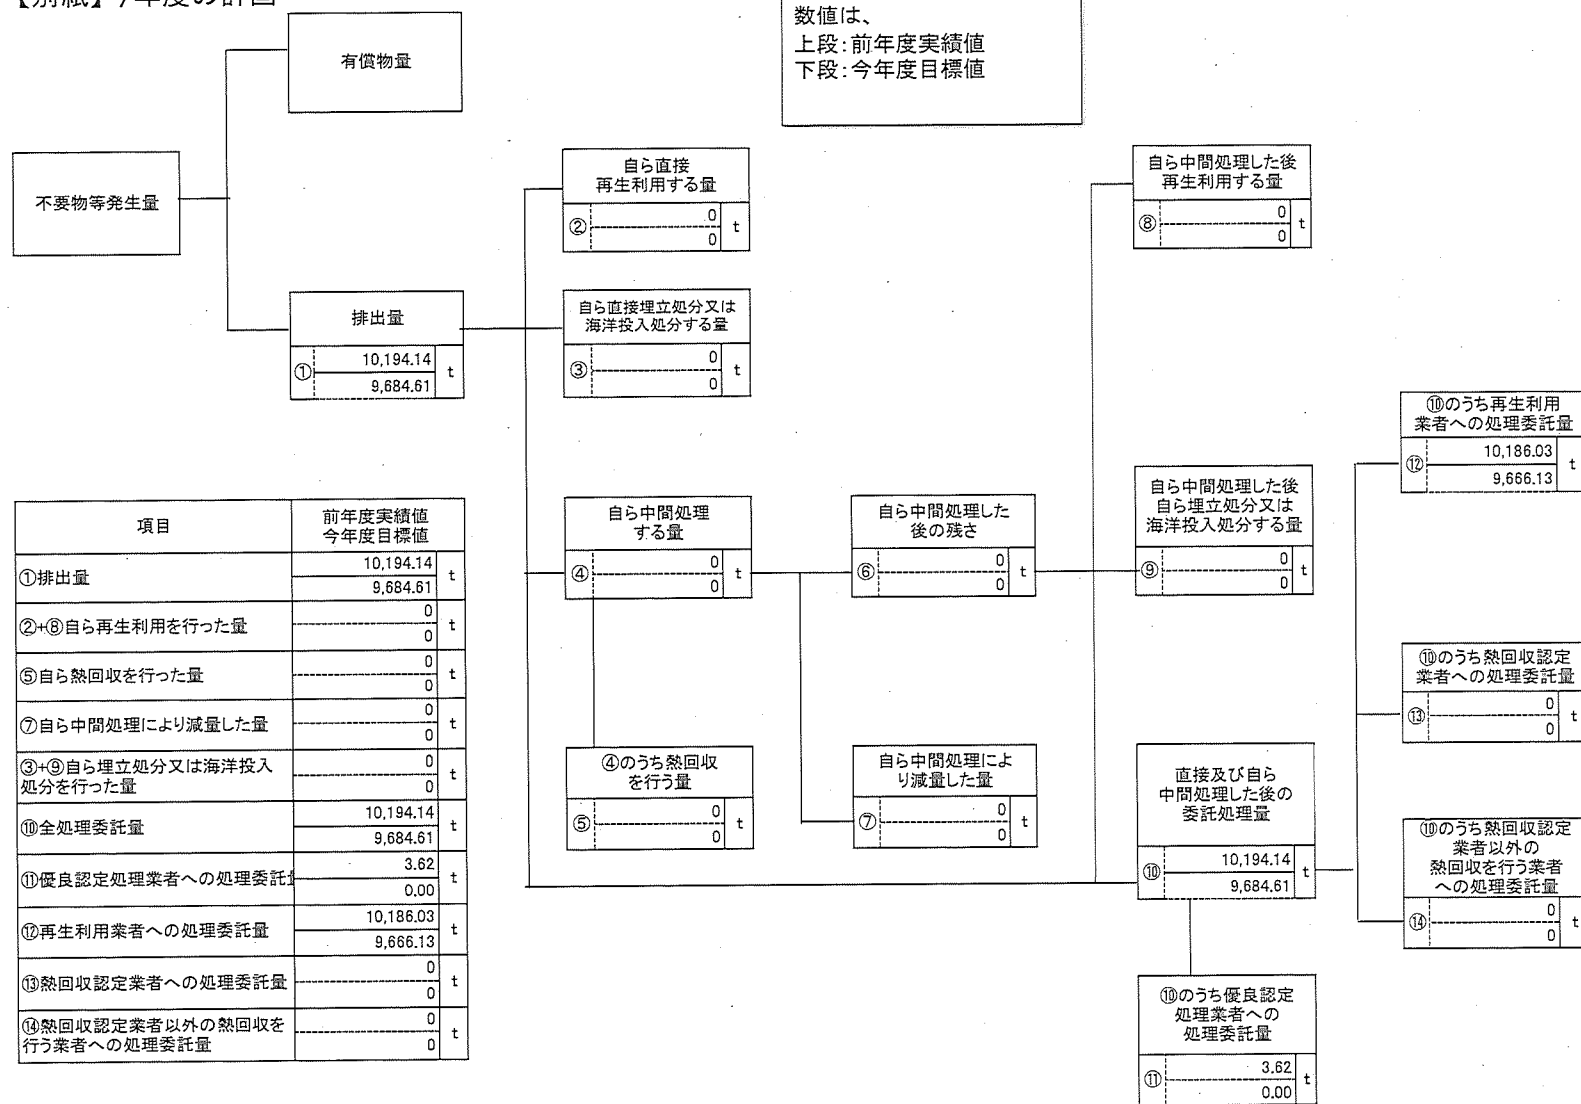 【別紙】今年度の計画
数値は、
上段:前年度実績値
下段:今年度目標値
有償物量
不要物等発生量
排出量
① 10,194.14 t
9,684.61
自ら直接
再生利用する量
② 0 t
0
自ら直接埋立処分又は
海洋投入処分する量
③ 0 t
0
自ら中間処理
する量
④ 0 t
0
④のうち熱回収
を行う量
⑤ 0 t
0
自ら中間処理した
後の残さ
⑥ 0 t
0
自ら中間処理によ
り減量した量
⑦ 0 t
0
自ら中間処理した後
再生利用する量
⑧ 0 t
0
自ら中間処理した後
自ら埋立処分又は
海洋投入処分する量
⑨ 0 t
0
直接及び自ら
中間処理した後の
委託処理量
⑩ 10,194.14 t
9,684.61
⑩のうち優良認定
処理業者への
処理委託量
⑪ 3.62 t
0.00
⑩のうち再生利用
業者への処理委託量
⑫ 10,186.03 t
9,666.13
⑩のうち熱回収認定
業者への処理委託量
⑬ 0 t
0
⑩のうち熱回収認定
業者以外の
熱回収を行う業者
への処理委託量
⑭ 0 t
0
項目 前年度実績値
今年度目標値
①排出量 10,194.14 t
9,684.61
②+⑧自ら再生利用を行った量 0 t
0
⑤自ら熱回収を行った量 0 t
0
⑦自ら中間処理により減量した量 0 t
0
③+⑨自ら埋立処分又は海洋投入
処分を行った量 0 t
0
⑩全処理委託量 10,194.14 t
9,684.61
⑪優良認定処理業者への処理委託 3.62 t
0.00
⑫再生利用業者への処理委託量 10,186.03 t
9,666.13
⑬熱回収認定業者への処理委託量 0 t
0
⑭熱回収認定業者以外の熱回収を
行う業者への処理委託量 0 t
0